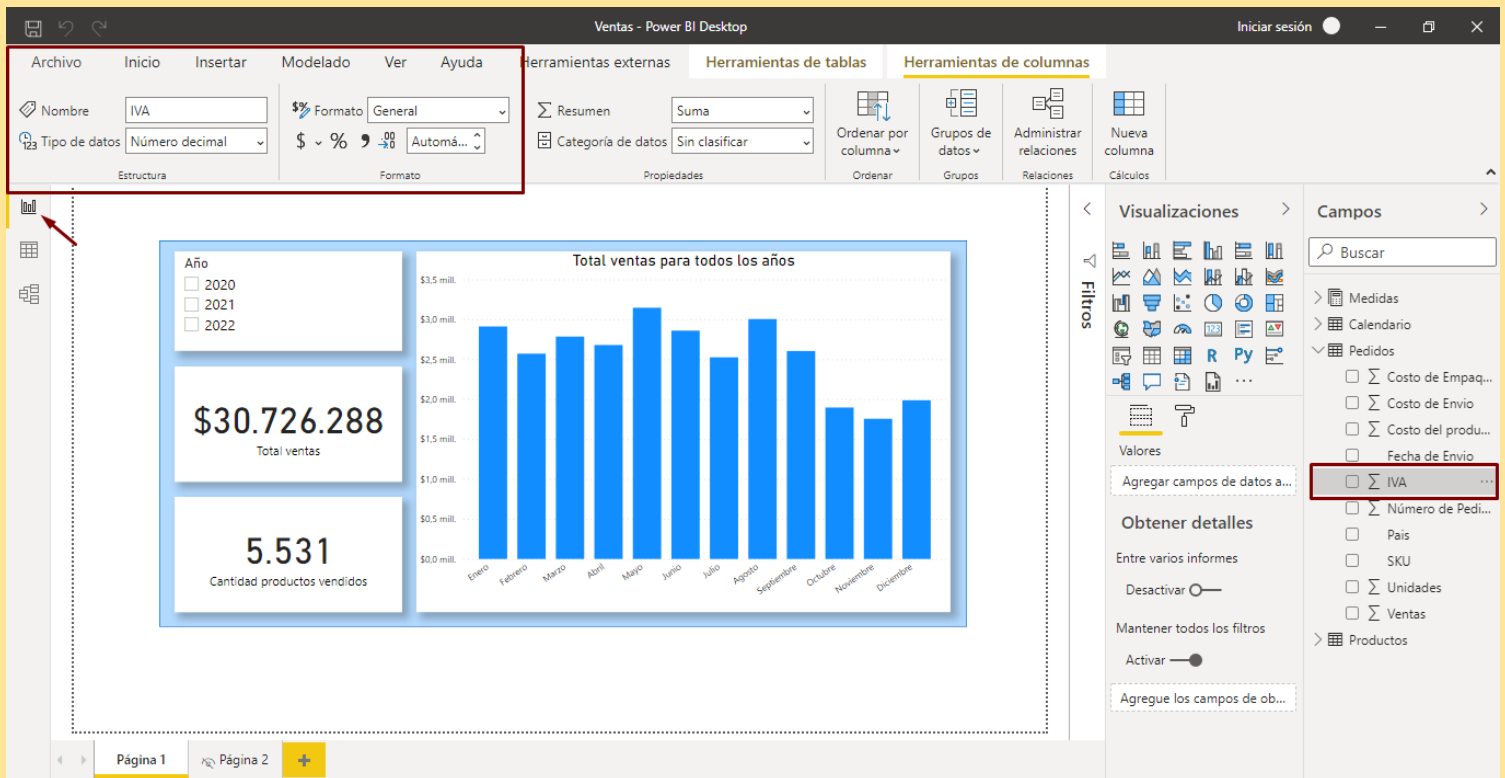 Ventas - Power BI Desktop
Iniciar sesión
Archivo Inicio Insertar Modelado Ver Ayuda Herramientas externas Herramientas de tablas Herramientas de columnas
Nombre IVA
Tipo de datos Número decimal
Estructura
$% Formato General
$ % 9 .00 →.0 Automá...
Formato
Resumen Suma
Categoría de datos Sin clasificar
Propiedades
Ordenar por
columna
Ordenar
Grupos de
datos
Grupos
Administrar
relaciones
Relaciones
Nueva
columna
Cálculos
Año
2020
2021
2022
$30.726.288
Total ventas
5.531
Cantidad productos vendidos
Total ventas para todos los años
$3,5 mill.
$3,0 mill.
$2,5 mill.
$2,0 mill.
$1,5 mill.
$1,0 mill.
$0,5 mill.
$0,0 mill.
Enero Febrero Marzo Abril Mayo Junio Julio Agosto Septiembre Octubre Noviembre Diciembre
Filtros
Visualizaciones
123
R Py
...
Valores
Agregar campos de datos a...
Obtener detalles
Entre varios informes
Desactivar
Mantener todos los filtros
Activar
Agregue los campos de ob...
Campos
Buscar
Medidas
Calendario
Pedidos
∑ Costo de Empaq...
∑ Costo de Envio
∑ Costo del produ...
Fecha de Envio
∑ IVA ...
∑ Número de Pedi...
Pais
SKU
∑ Unidades
∑ Ventas
Productos
Página 1 Página 2 +